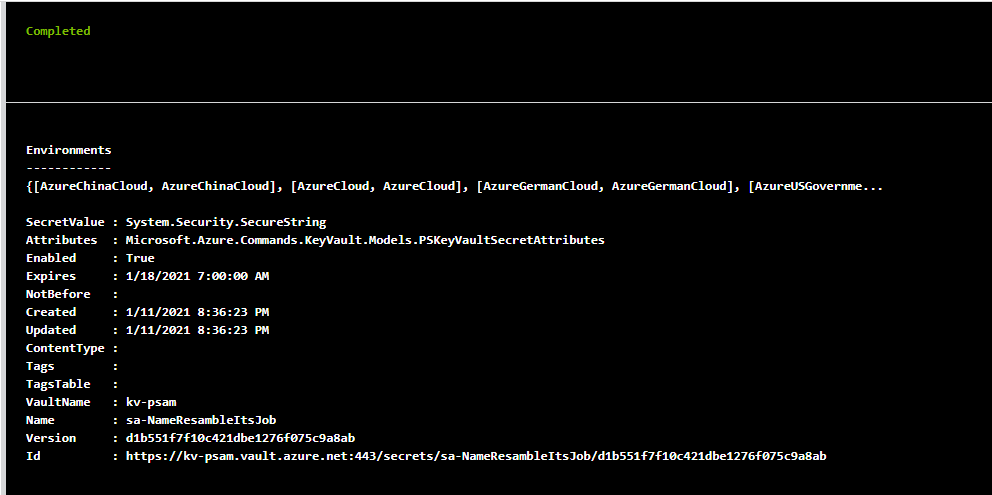 Completed
Environments
------------
{[AzureChinaCloud, AzureChinaCloud], [AzureCloud, AzureCloud], [AzureGermanCloud, AzureGermanCloud], [AzureUSGovernme...
SecretValue : System.Security.SecureString
Attributes  : Microsoft.Azure.Commands.KeyVault.Models.PSKeyVaultSecretAttributes
Enabled     : True
Expires     : 1/18/2021 7:00:00 AM
NotBefore   :
Created     : 1/11/2021 8:36:23 PM
Updated     : 1/11/2021 8:36:23 PM
ContentType :
Tags        :
TagsTable   :
VaultName   : kv-psam
Name        : sa-NameResambleItsJob
Version     : d1b551f7f10c421dbe1276f075c9a8ab
Id          : https://kv-psam.vault.azure.net:443/secrets/sa-NameResambleItsJob/d1b551f7f10c421dbe1276f075c9a8ab